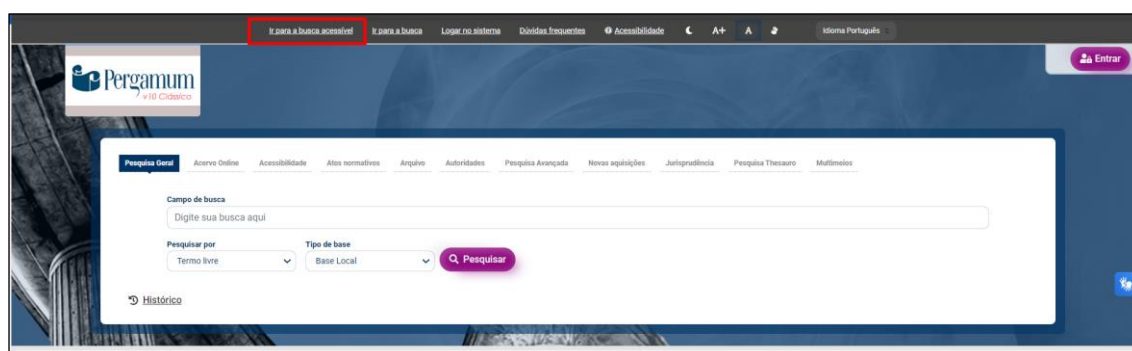 Ir para a busca acessível Ir para a busca Logar no sistema Dúvidas frequentes Acessibilidade A+ A Idioma Português
Entrar
Pergamum
v10 Clássico
Pesquisa Geral Acervo Online Acessibilidade Atos normativos Arquivo Autoridades Pesquisa Avançada Novas aquisições Jurisprudência Pesquisa Thesauro Multimeios
Campo de busca
Digite sua busca aqui
Pesquisar por Tipo de base
Termo livre Base Local Pesquisar
Histórico